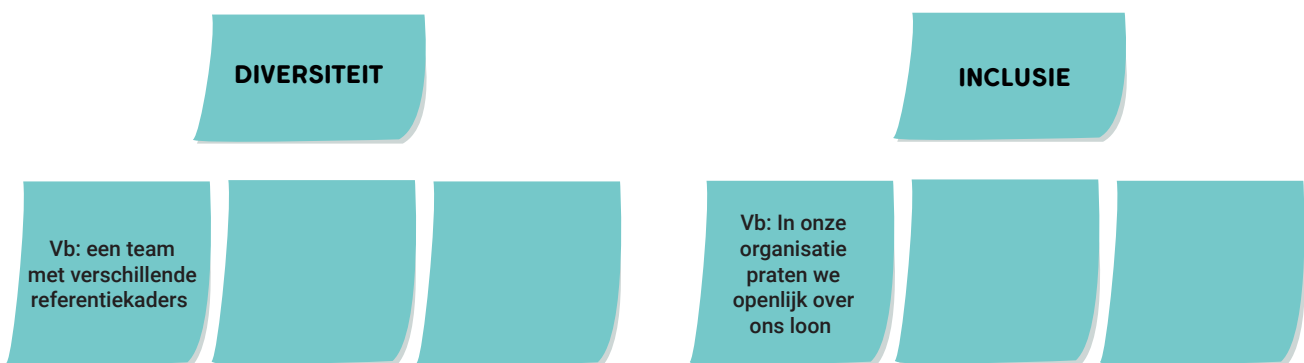 DIVERSITEIT
INCLUSIE
Vb: een team
met verschillende
referentiekaders
Vb: In onze
organisatie
praten we
openlijk over
ons loon